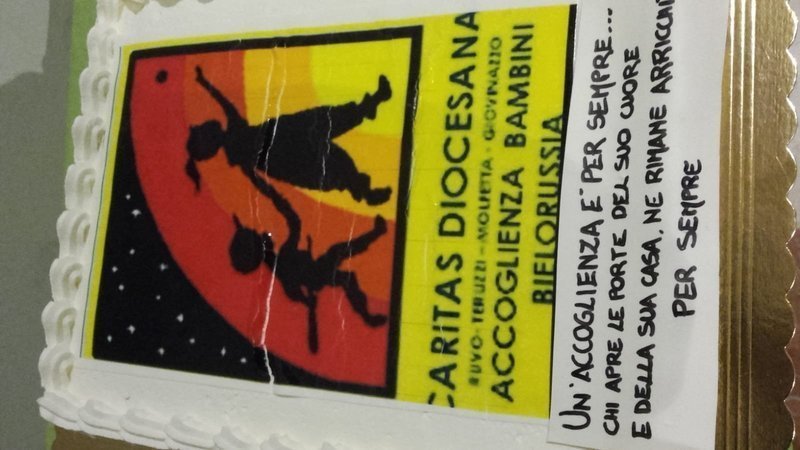 CARITAS DIOCESANA
RUVO - TERLIZZI - MOLFETTA - GIOVINAZZO
ACCOGLIENZA BAMBINI
BIELORUSSIA
UN'ACCOGLIENZA E' PER SEMPRE...
CHI APRE LE PORTE DEL SUO CUORE
E DELLA SUA CASA, NE RIMANE ARRICCHI
PER SEMPRE